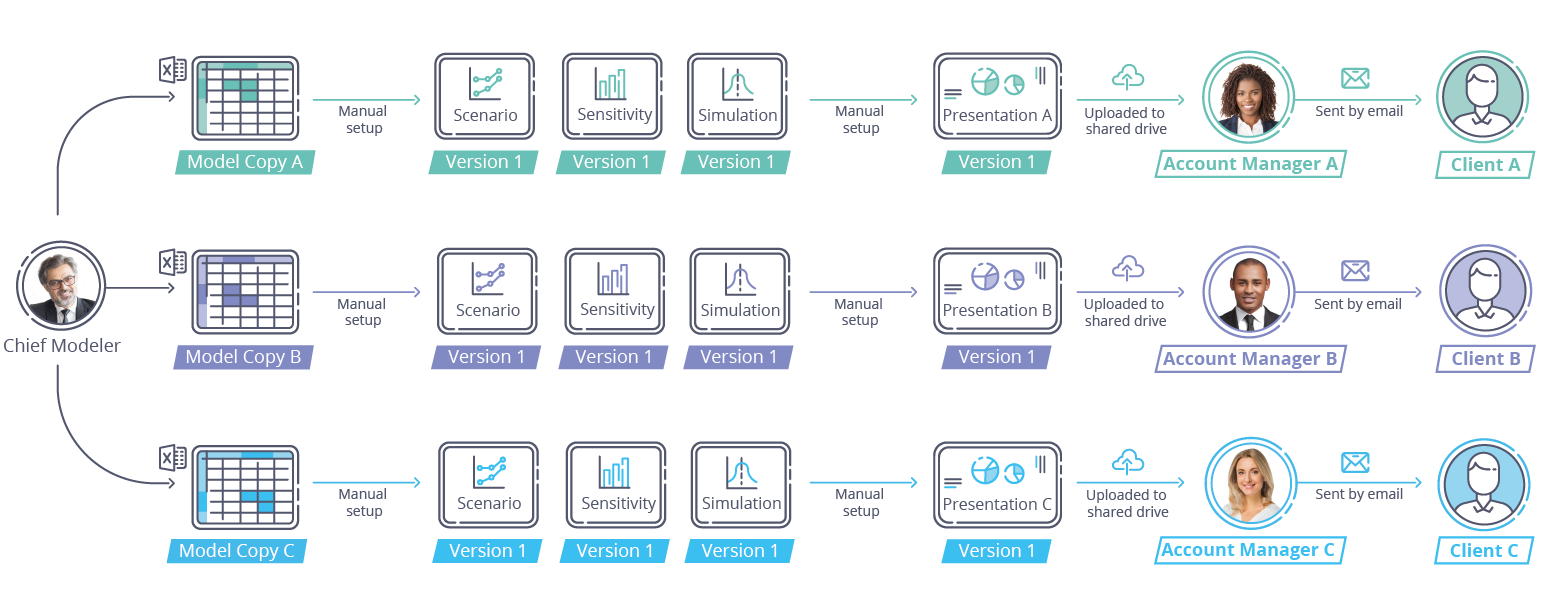 Manual
setup
Scenario
Sensitivity
Simulation
Manual
setup
Presentation A
Uploaded to
shared drive
Sent by email
X
Model Copy A
Version 1
Version 1
Version 1
Version 1
Account Manager A
Client A
Chief Modeler
X
Manual
setup
Scenario
Sensitivity
Simulation
Manual
setup
Presentation B
Uploaded to
shared drive
Sent by email
Model Copy B
Version 1
Version 1
Version 1
Version 1
Account Manager B
Client B
X
Manual
setup
Scenario
Sensitivity
Simulation
Manual
setup
Presentation C
Uploaded to
shared drive
Sent by email
Model Copy C
Version 1
Version 1
Version 1
Version 1
Account Manager C
Client C